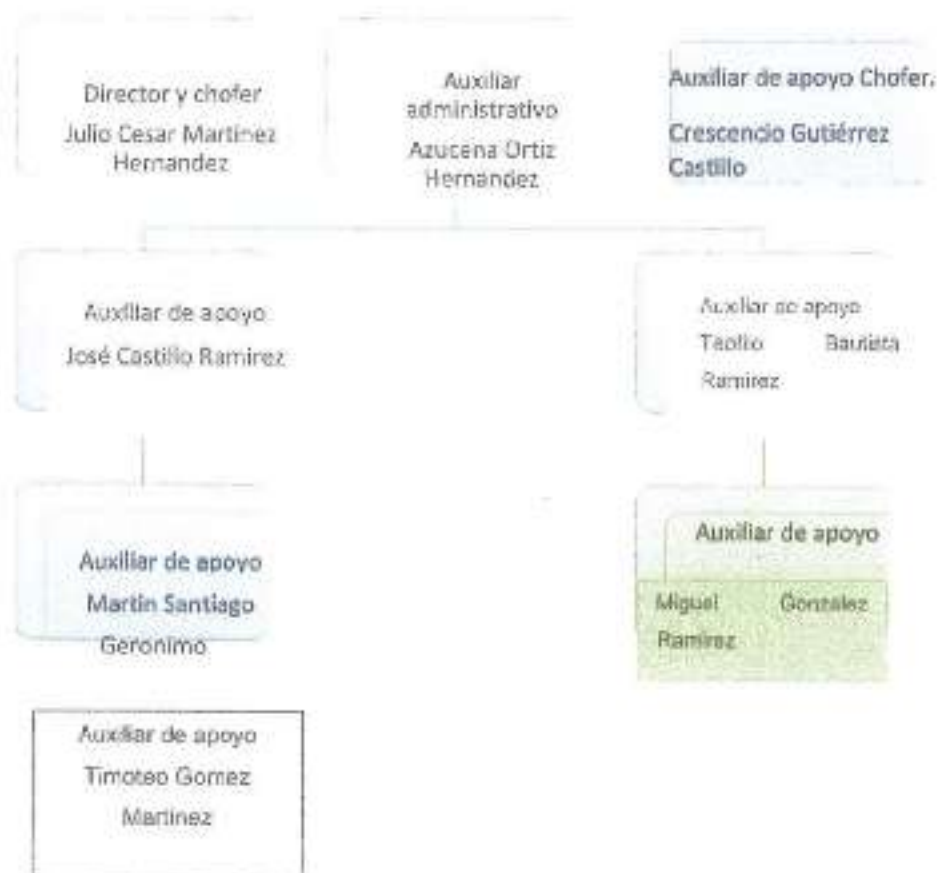 Director y chofer
Julio Cesar Martinez
Hernandez
Auxiliar
administrativo
Azucena Ortiz
Hernandez
Auxiliar de apoyo Chofer.
Crescencio Gutiérrez
Castillo
Auxiliar de apoyo
José Castillo Ramirez
Auxiliar de apoyo
Bautista
Ramirez
Auxiliar de apoyo
Martin Santiago
Geronimo
Auxiliar de apoyo
Miguel Gonzalez
Ramirez
Auxiliar de apoyo
Timoteo Gomez
Martinez